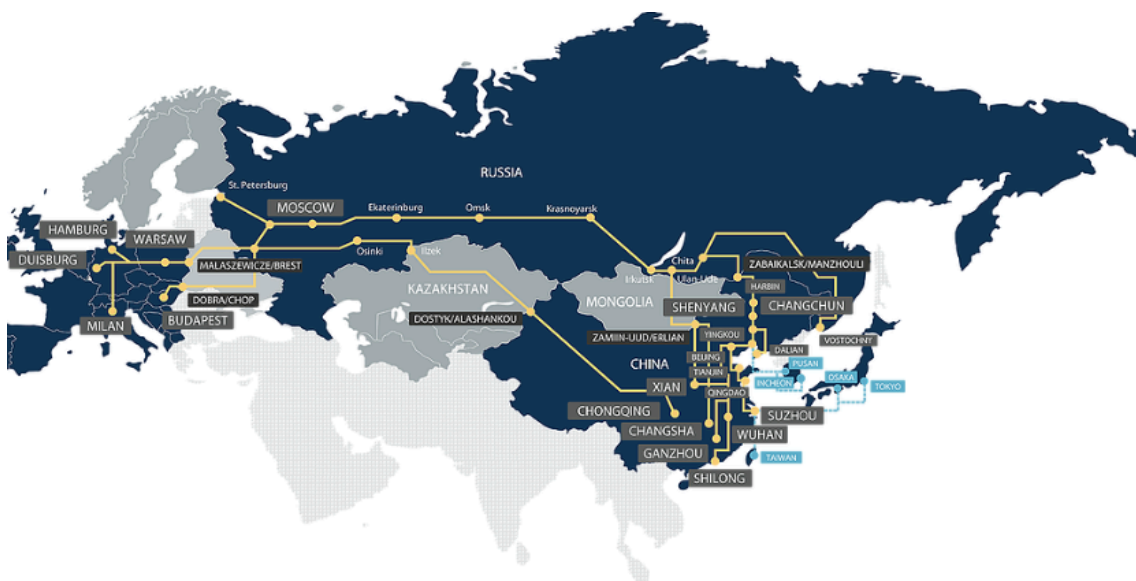 RUSSIA
St. Petersburg
MOSCOW
Ekaterinburg
Omsk
Krasnoyarsk
HAMBURG
WARSAW
DUISBURG
MALASZEWICZE/BREST
Osinki
Ilzek
Irkutsk
Ulan-Ude
Chita
ZABAIKALSK/MANZHOULI
HARBIN
KAZAKHSTAN
MONGOLIA
SHENYANG
CHANGCHUN
DOBRA/CHOP
MILAN
BUDAPEST
DOSTYK/ALASHANKOU
ZAMIIN-UUD/ERLIAN
YINGKOU
VOSTOCHNY
DALIAN
CHINA
BEIJING
TIANJIN
PUSAN
XIAN
QINGDAO
INCHEON
OSAKA
TOKYO
CHONGQING
SUZHOU
CHANGSHA
WUHAN
GANZHOU
TAIWAN
SHILONG